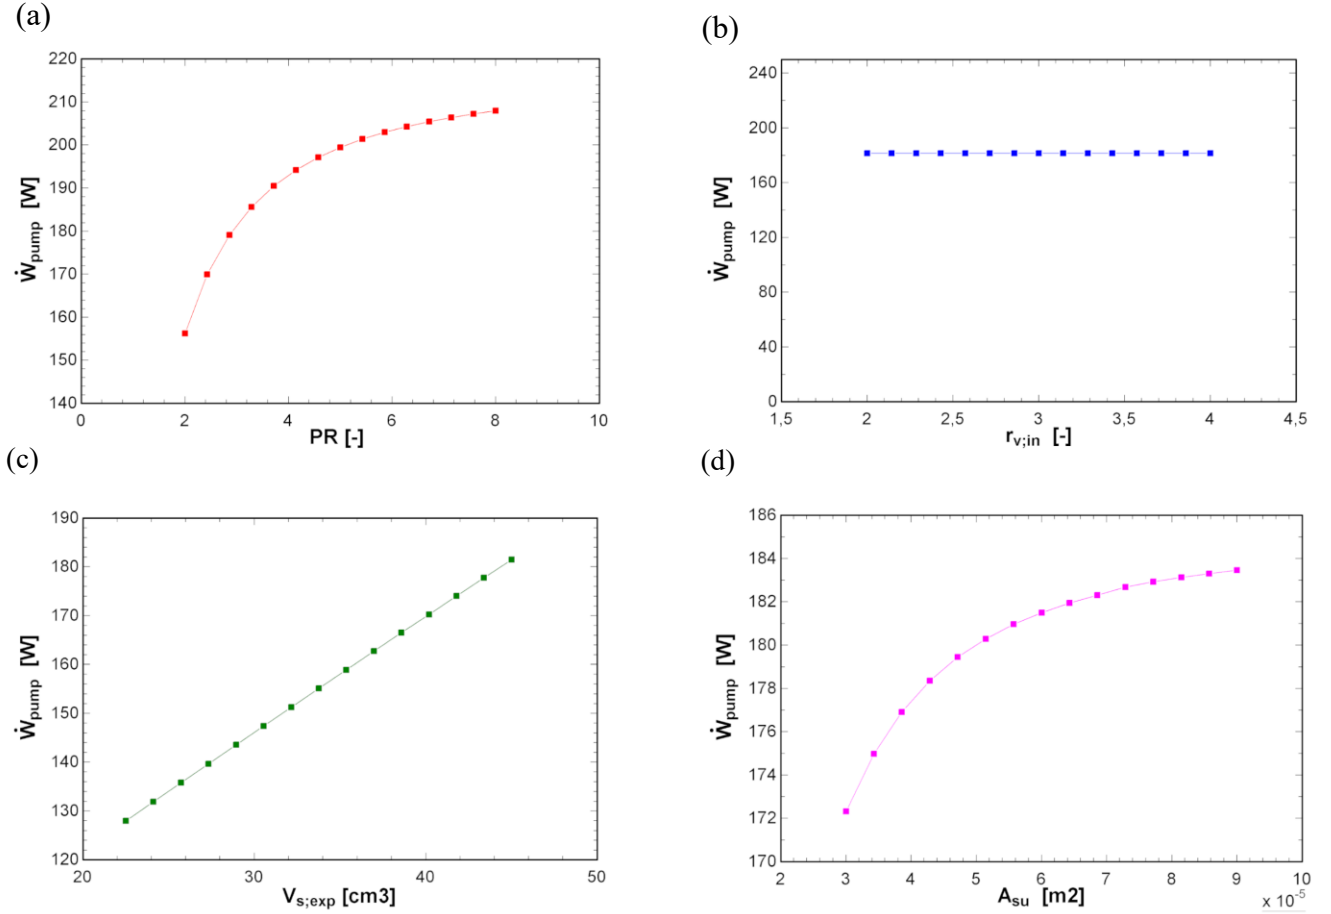 (a)
220
210
200
190
180
170
160
150
140
Ẇpump [W]
0 2 4 6 8 10
PR [-]
(b)
240
200
160
120
80
40
0
Ẇpump [W]
1,5 2 2,5 3 3,5 4 4,5
rv;in [-]
(c)
190
180
170
160
150
140
130
120
Ẇpump [W]
20 30 40 50
Vs;exp [cm3]
(d)
186
184
182
180
178
176
174
172
170
Ẇpump [W]
2 3 4 5 6 7 8 9 10
x 10-5
Asu [m2]